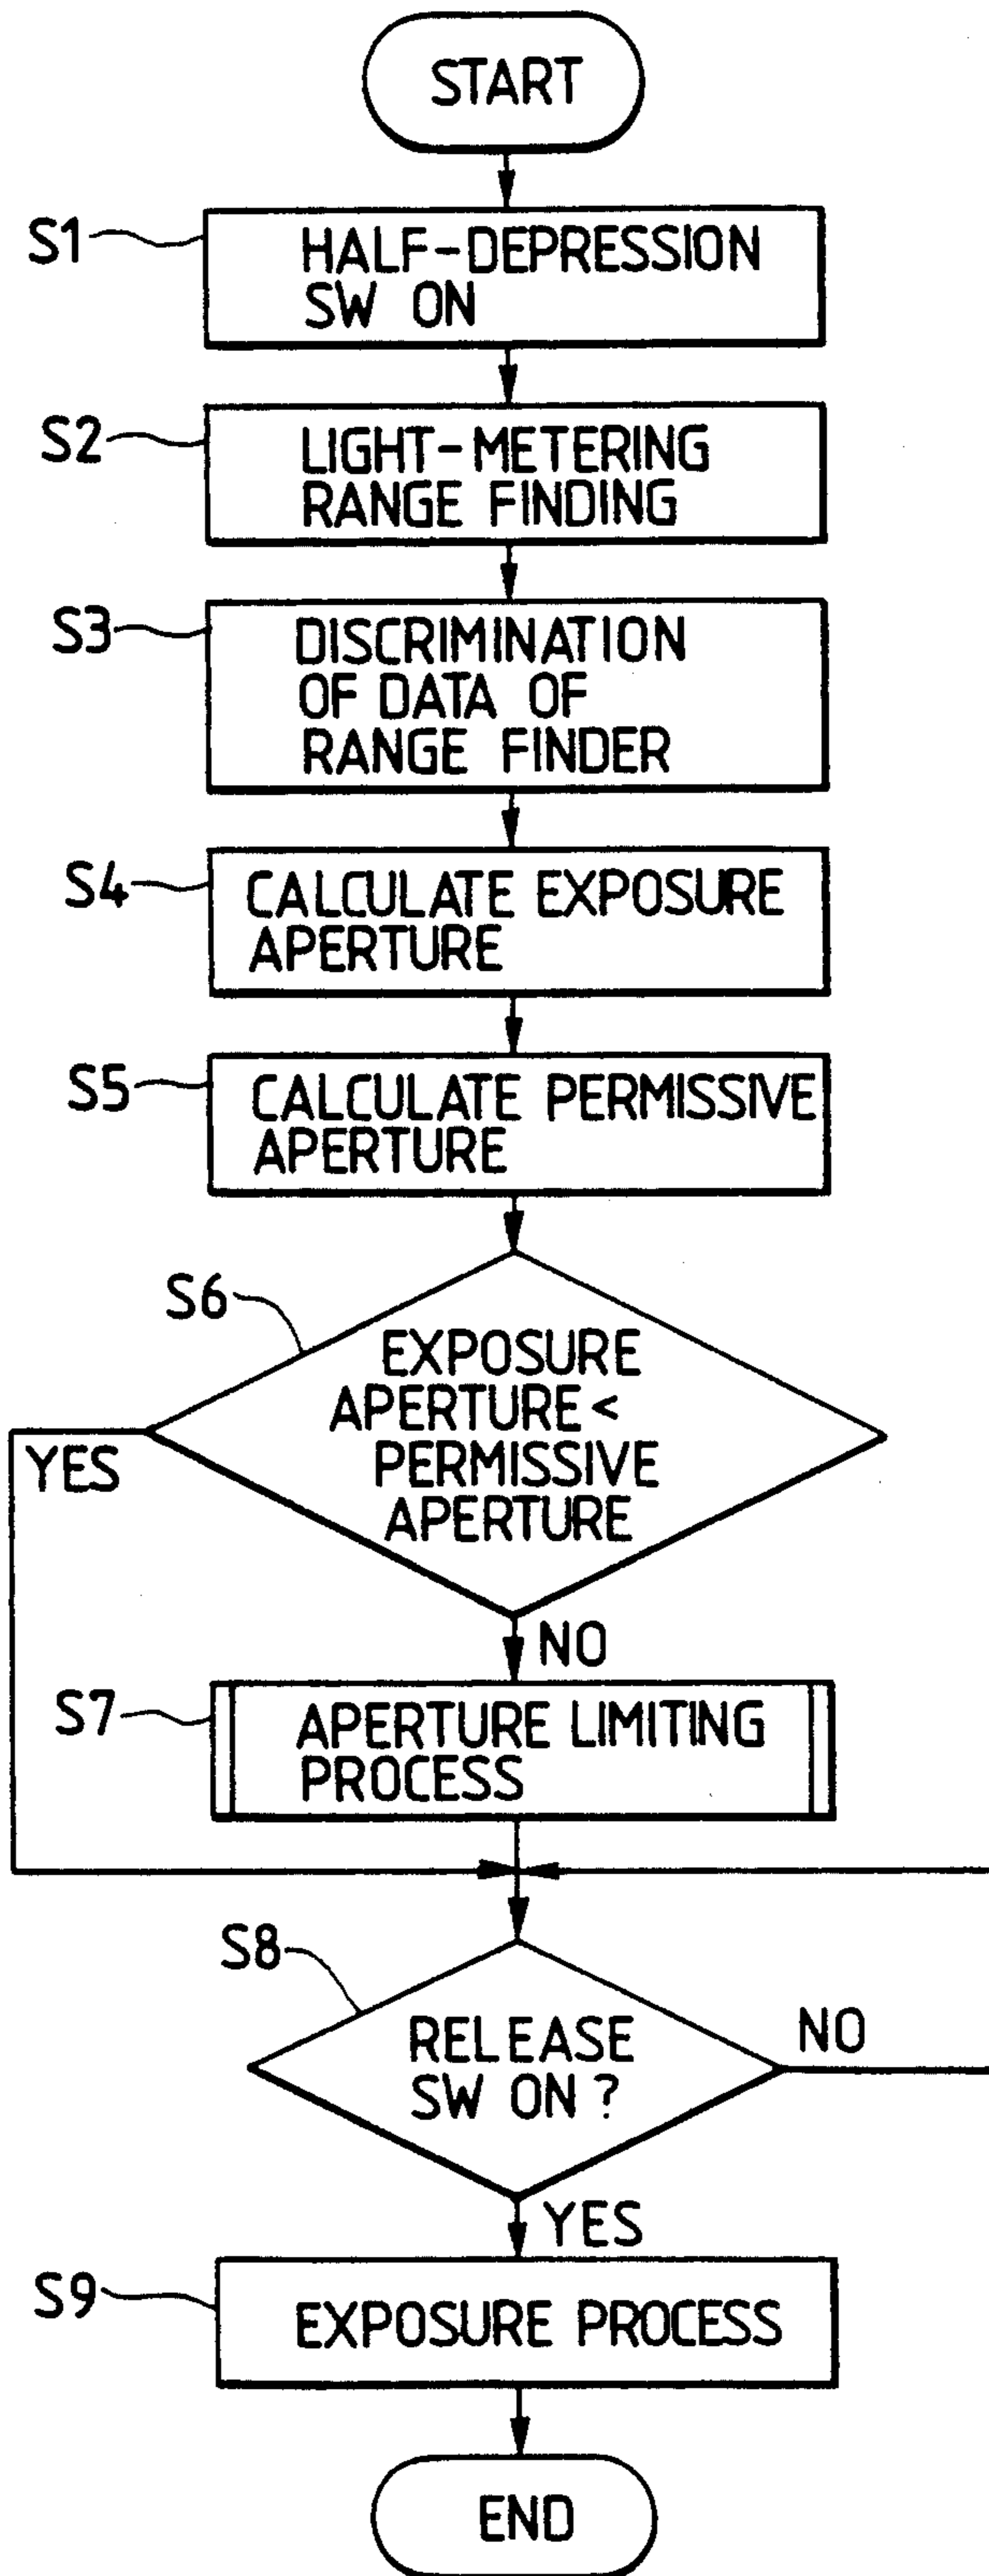 START
S1
HALF-DEPRESSION
SW ON
S2
LIGHT-METERING
RANGE FINDING
S3
DISCRIMINATION
OF DATA OF
RANGE FINDER
S4
CALCULATE EXPOSURE
APERTURE
S5
CALCULATE PERMISSIVE
APERTURE
S6
EXPOSURE
APERTURE <
PERMISSIVE
APERTURE
YES
NO
S7
APERTURE LIMITING
PROCESS
S8
RELEASE
SW ON ?
NO
YES
S9
EXPOSURE PROCESS
END